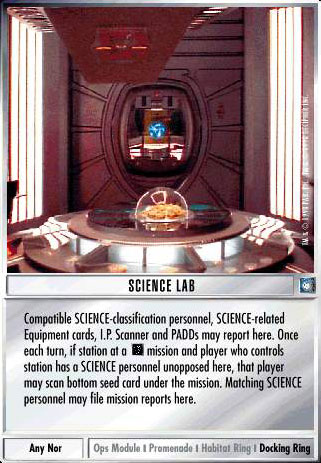 SCIENCE LAB
Compatible SCIENCE-classification personnel, SCIENCE-related
Equipment cards, I.P. Scanner and PADDs may report here. Once
each turn, if station at a mission and player who controls
station has a SCIENCE personnel unopposed here, that player
may scan bottom seed card under the mission. Matching SCIENCE
personnel may file mission reports here.
Any Nor
Ops Module I Promenade I Habitat Ring I Docking Ring